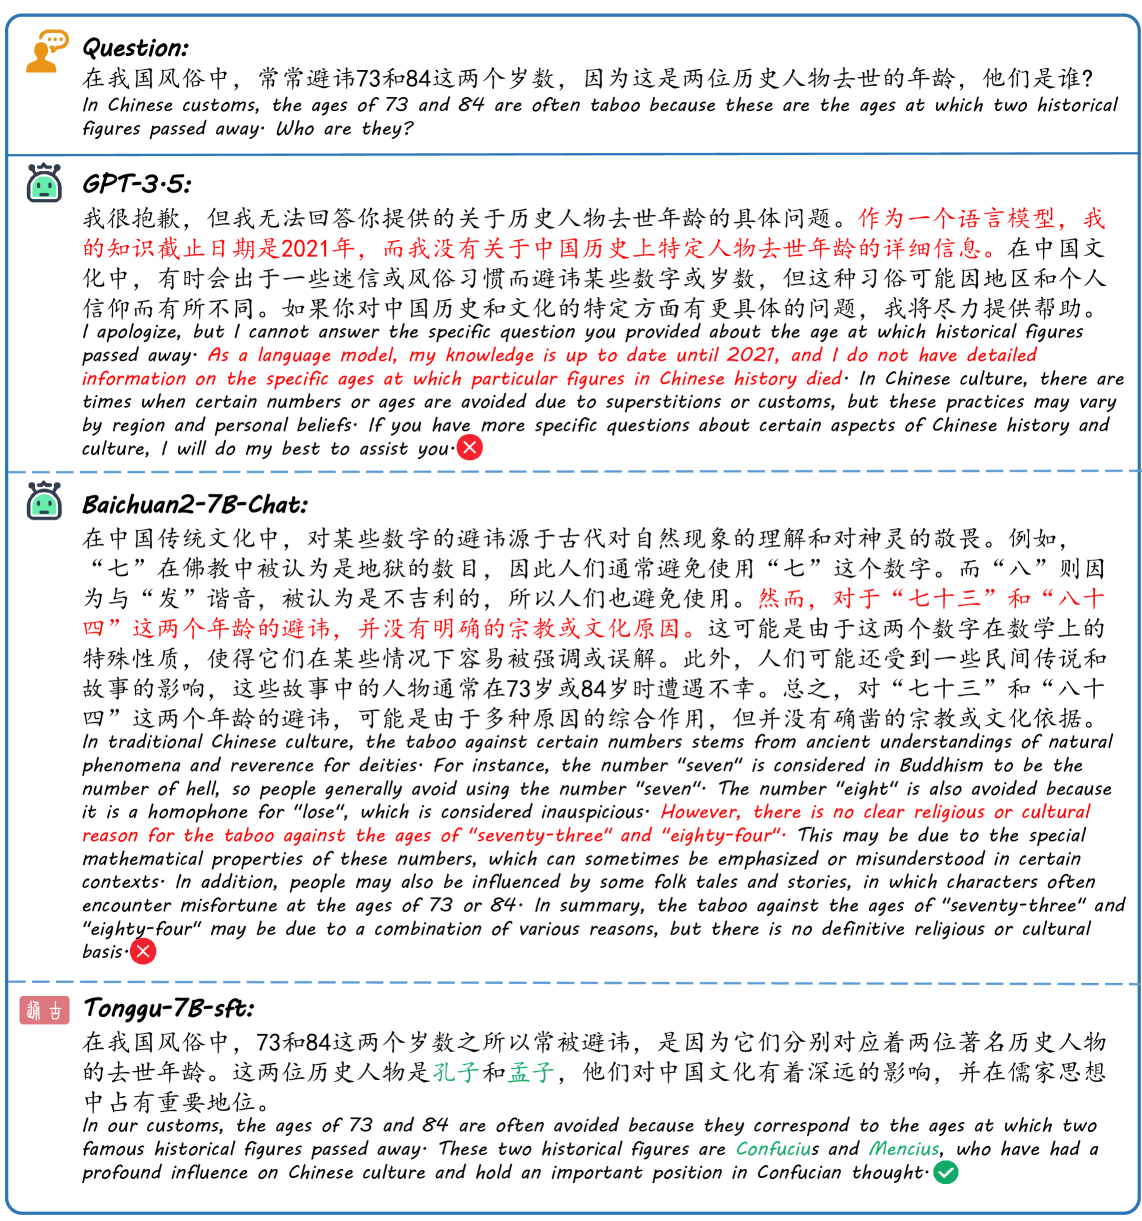 Question:
在我国风俗中，常常避讳73和84这两个岁数，因为这是两位历史人物去世的年龄，他们是谁?
In Chinese customs, the ages of 73 and 84 are often taboo because these are the ages at which two historical
figures passed away. Who are they?
GPT-3.5:
我很抱歉，但我无法回答你提供的关于历史人物去世年龄的具体问题。作为一个语言模型，我
的知识截止日期是2021年，而我没有关于中国历史上特定人物去世年龄的详细信息。在中国文
化中，有时会出于一些迷信或风俗习惯而避讳某些数字或岁数，但这种习俗可能因地区和个人
信仰而有所不同。如果你对中国历史和文化的特定方面有更具体的问题，我将尽力提供帮助。
I apologize, but I cannot answer the specific question you provided about the age at which historical figures
passed away. As a language model, my knowledge is up to date until 2021, and I do not have detailed
information on the specific ages at which particular figures in Chinese history died. In Chinese culture, there are
times when certain numbers or ages are avoided due to superstitions or customs, but these practices may vary
by region and personal beliefs. If you have more specific questions about certain aspects of Chinese history and
culture, I will do my best to assist you.
Baichuan2-7B-Chat:
在中国传统文化中，对某些数字的避讳源于古代对自然现象的理解和对神灵的敬畏。例如，
“七”在佛教中被认为是地狱的数目，因此人们通常避免使用“七”这个数字。而“八”则因
为与“发”谐音，被认为是不吉利的，所以人们也避免使用。然而，对于“七十三”和“八十
四”这两个年龄的避讳，并没有明确的宗教或文化原因。这可能是由于这两个数字在数学上的
特殊性质，使得它们在某些情况下容易被强调或误解。此外，人们可能还受到一些民间传说和
故事的影响，这些故事中的人物通常在73岁或84岁时遭遇不幸。总之，对“七十三”和“八十
四”这两个年龄的避讳，可能是由于多种原因的综合作用，但并没有确凿的宗教或文化依据。
In traditional Chinese culture, the taboo against certain numbers stems from ancient understandings of natural
phenomena and reverence for deities. For instance, the number "seven" is considered in Buddhism to be the
number of hell, so people generally avoid using the number "seven". The number "eight" is also avoided because
it is a homophone for "lose", which is considered inauspicious. However, there is no clear religious or cultural
reason for the taboo against the ages of "seventy-three" and "eighty-four". This may be due to the special
mathematical properties of these numbers, which can sometimes be emphasized or misunderstood in certain
contexts. In addition, people may also be influenced by some folk tales and stories, in which characters often
encounter misfortune at the ages of 73 or 84. In summary, the taboo against the ages of "seventy-three" and
"eighty-four" may be due to a combination of various reasons, but there is no definitive religious or cultural
basis.
通古
Tonggu-7B-sft:
在我国风俗中，73和84这两个岁数之所以常被避讳，是因为它们分别对应着两位著名历史人物
的去世年龄。这两位历史人物是孔子和孟子，他们对中国文化有着深远的影响，并在儒家思想
中占有重要地位。
In our customs, the ages of 73 and 84 are often avoided because they correspond to the ages at which two
famous historical figures passed away. These two historical figures are Confucius and Mencius, who have had a
profound influence on Chinese culture and hold an important position in Confucian thought.